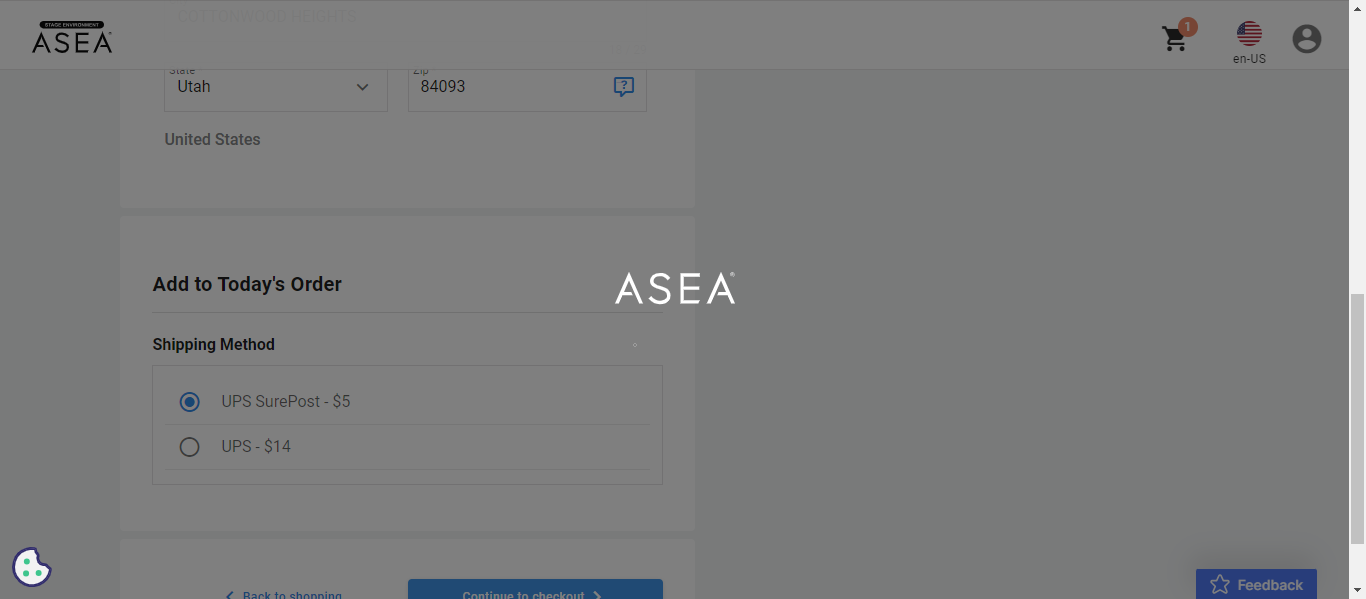 COTTONWOOD HEIGHTS
STAGE ENVIRONMENT
ASEA
1
en-US
State
Utah
Zip
84093
?
United States
Add to Today's Order
ASEA®
Shipping Method
UPS SurePost - $5
UPS - $14
Back to shopping
Continue to checkout
Feedback